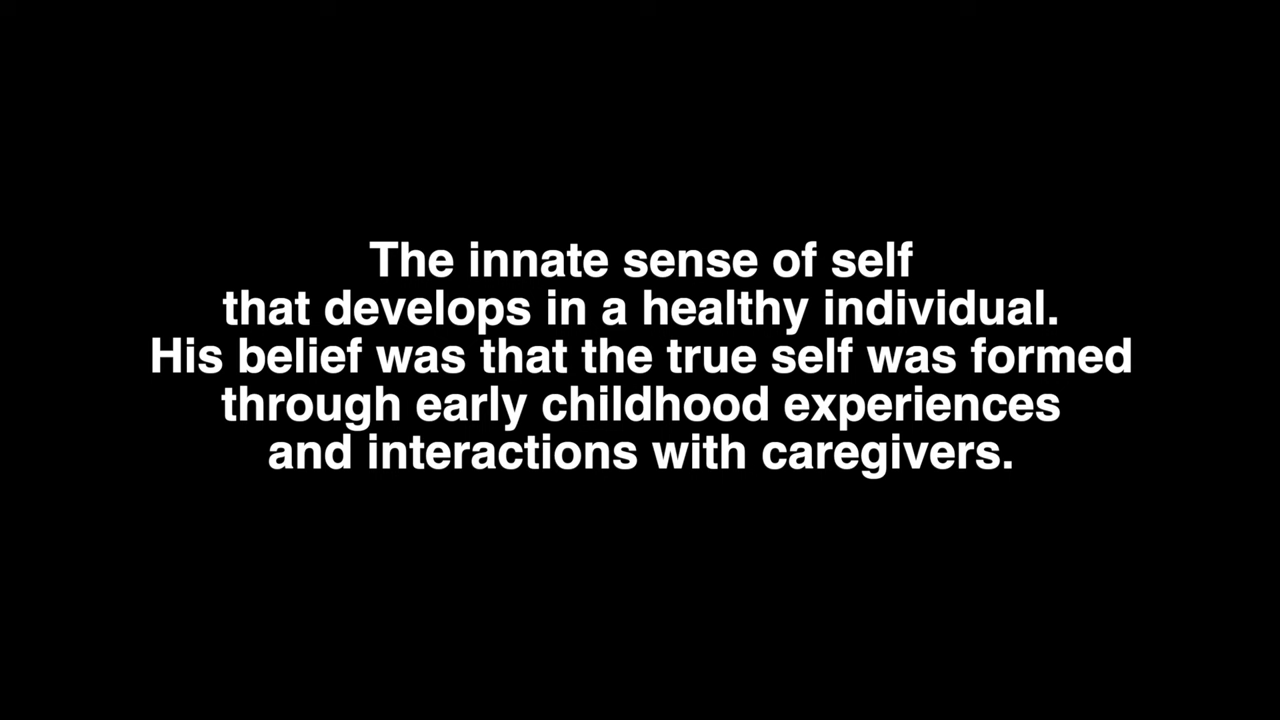 The innate sense of self
that develops in a healthy individual.
His belief was that the true self was formed
through early childhood experiences
and interactions with caregivers.